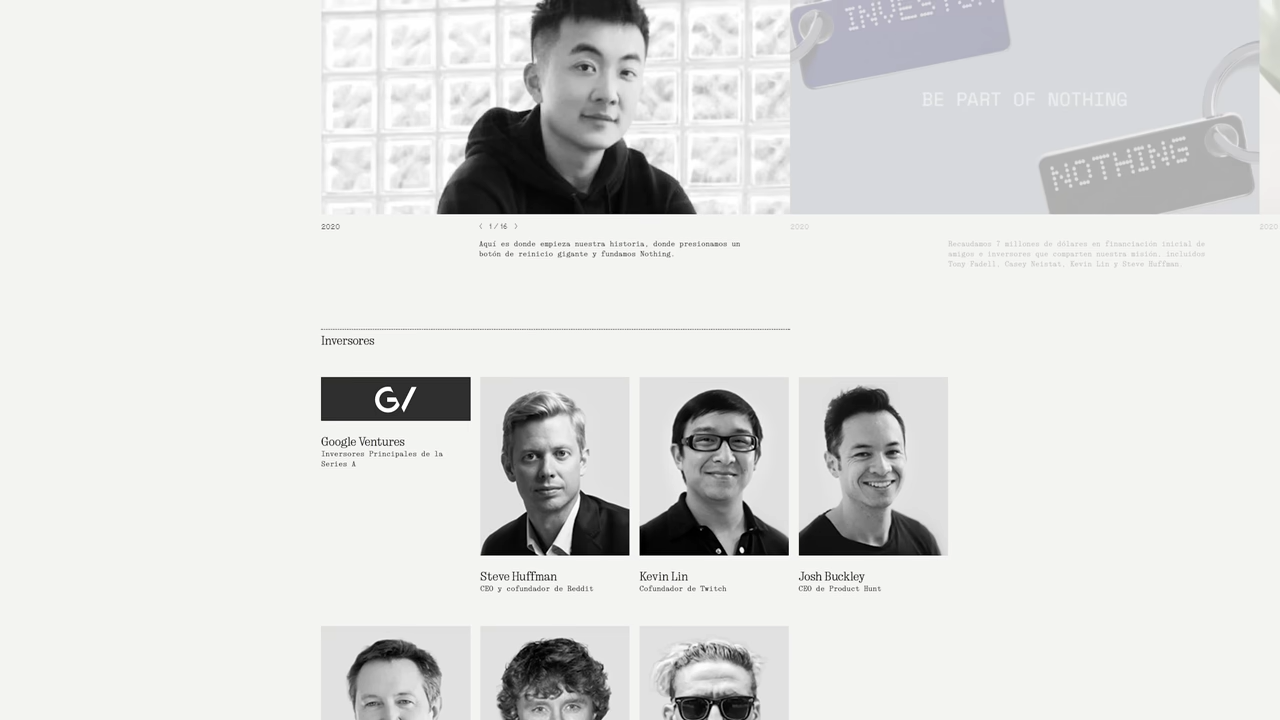 INVESTOR
BE PART OF NOTHING
NOTHING
2020
〈 1/16 〉
2020
2020
Aquí es donde empieza nuestra historia, donde presionamos un
botón de reinicio gigante y fundamos Nothing.
Recaudamos 7 millones de dólares en financiación inicial de
amigos e inversores que comparten nuestra misión, incluidos
Tony Fadell, Casey Neistat, Kevin Lin y Steve Huffman.
Inversores
GV
Google Ventures
Inversores Principales de la
Series A
Steve Huffman
CEO y cofundador de Reddit
Kevin Lin
Cofundador de Twitch
Josh Buckley
CEO de Product Hunt